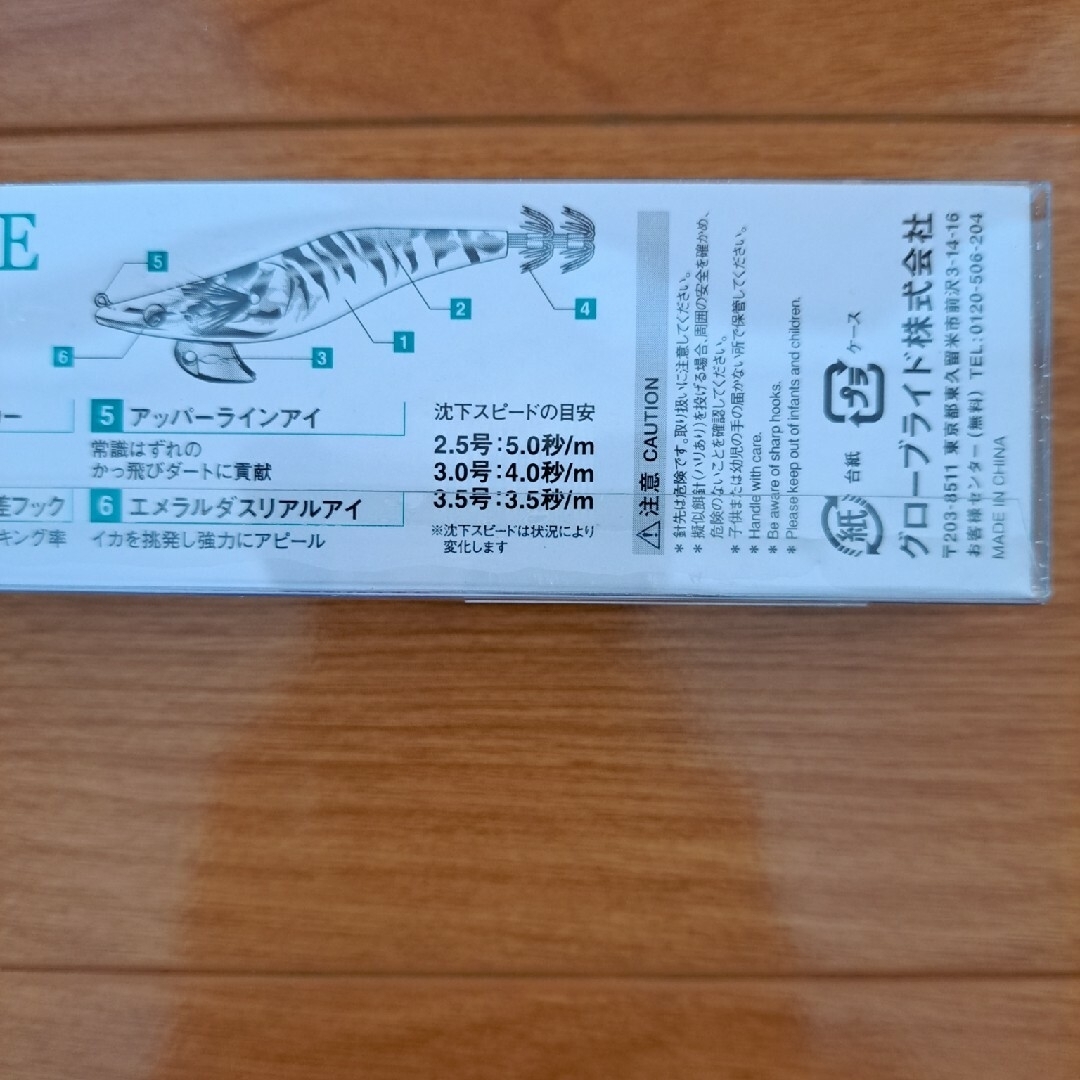 E
5
6
3
1
2
4
ー
5 アッパーラインアイ
常識はずれの
かっ飛びダートに貢献
差フック
キング率
6 エメラルダスリアルアイ
イカを挑発し強力にアピール
沈下スピードの目安
2.5号:5.0秒/m
3.0号:4.0秒/m
3.5号:3.5秒/m
※沈下スピードは状況により
変化します
⚠注意 CAUTION
＊針先は危険です。取り扱いに注意してください。
＊擬似餌針(ハリあり)を投げる場合、周囲の安全を確かめ、
危険のないことを確認してください。
＊子供または幼児の手の届かない所で保管してください。
＊Handle with care.
＊Be aware of sharp hooks.
＊Please keep out of infants and children.
紙 台紙
プラ ケース
グローブライド株式会社
〒203-8511 東京都東久留米市前沢3-14-16
お客様センター(無料) TEL:0120-506-204
MADE IN CHINA